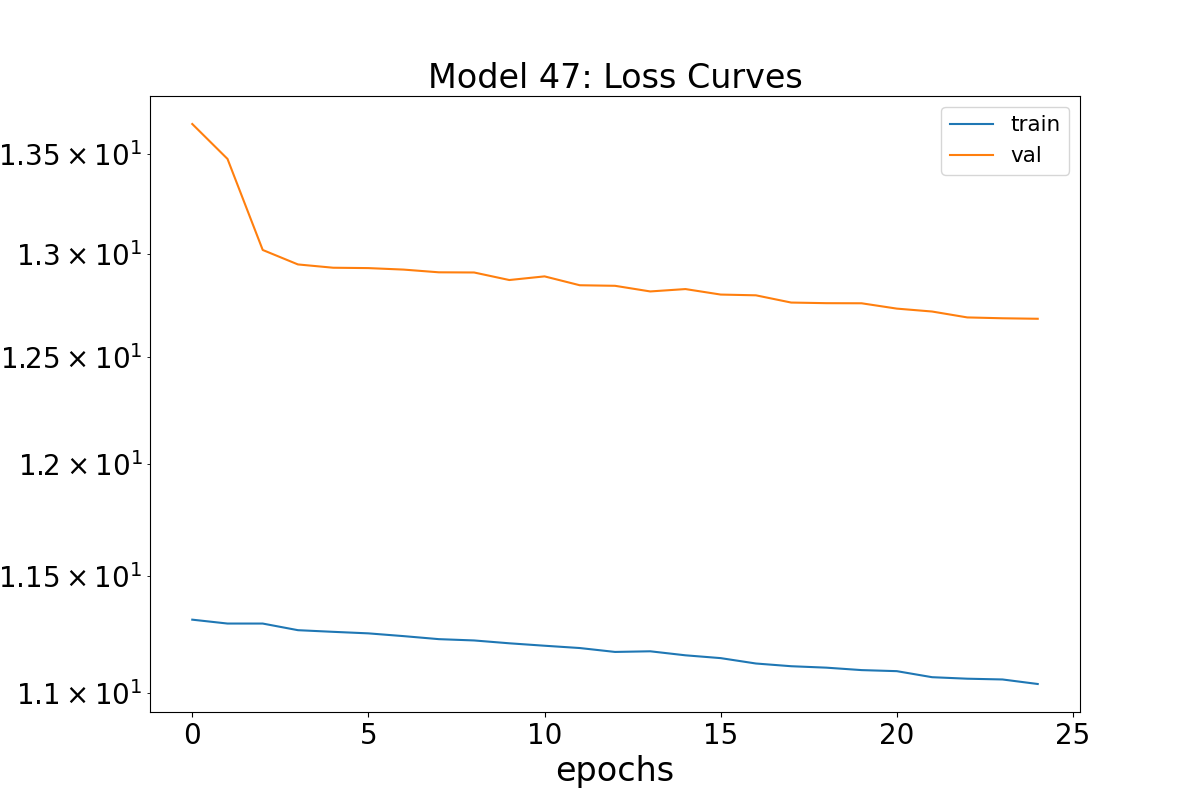 Model 47: Loss Curves
train
val
1.35 × 10¹
1.3 × 10¹
1.25 × 10¹
1.2 × 10¹
1.15 × 10¹
1.1 × 10¹
0 5 10 15 20 25
epochs